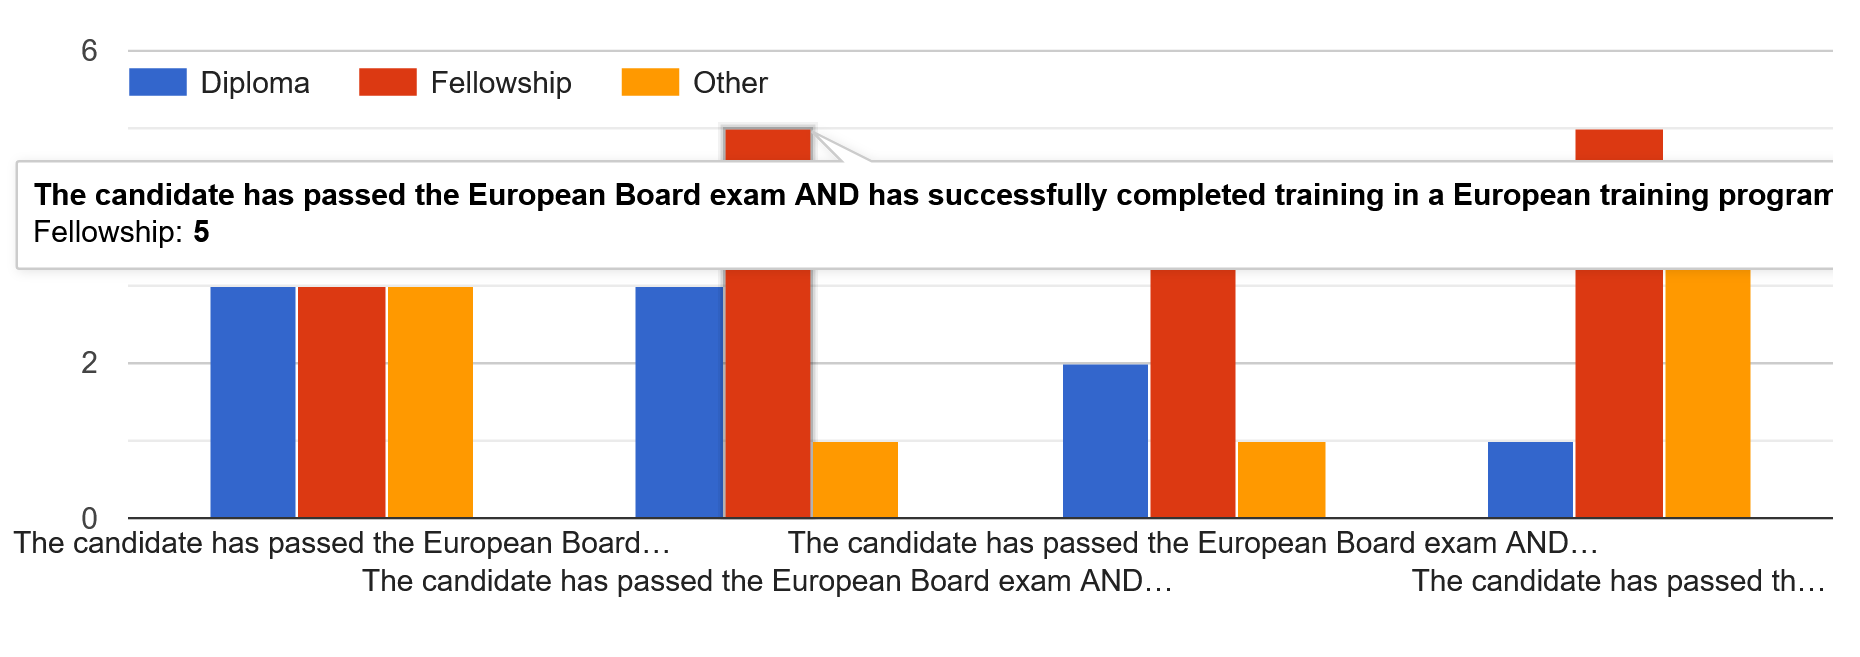 6
Diploma Fellowship Other
The candidate has passed the European Board exam AND has successfully completed training in a European training program
Fellowship: 5
2
0
The candidate has passed the European Board…
The candidate has passed the European Board exam AND…
The candidate has passed the European Board exam AND…
The candidate has passed th…